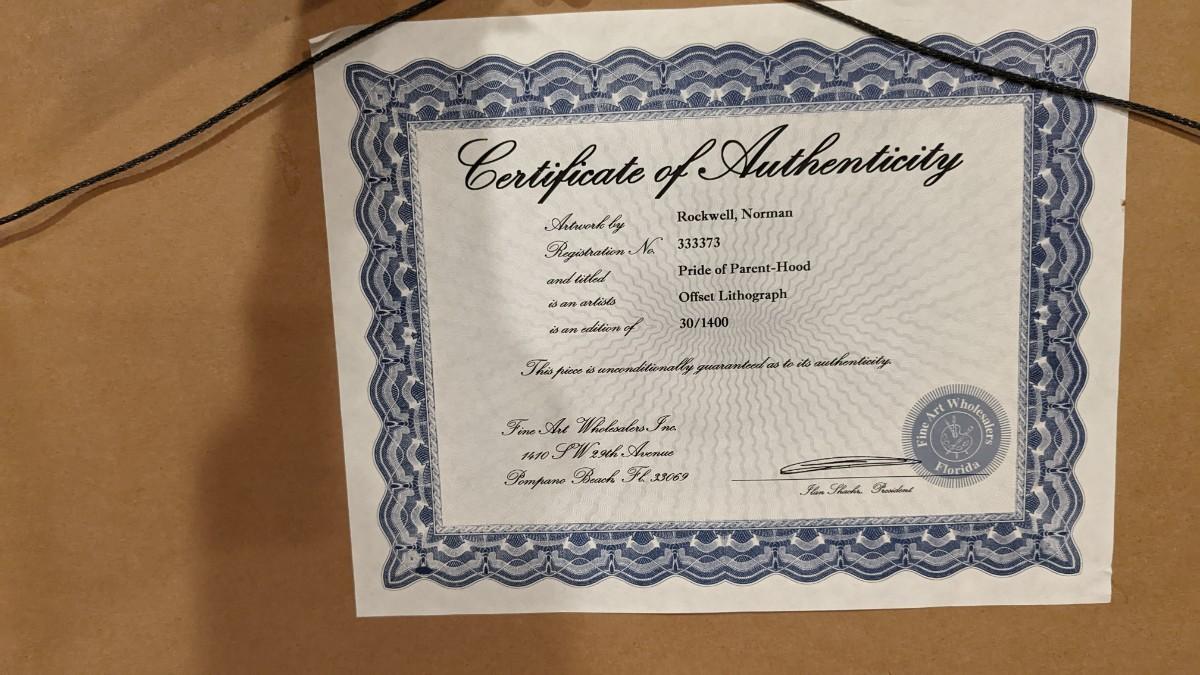 Certificate of Authenticity
Artwork by Rockwell, Norman
Registration No. 333373
and titled Pride of Parent-Hood
is an artists Offset Lithograph
is an edition of 30/1400
This piece is unconditionally guaranteed as to its authenticity.
Fine Art Wholesalers Inc.
1410 SW 29th Avenue
Pompano Beach, Fl. 33069
Fine Art Wholesalers
Florida
President